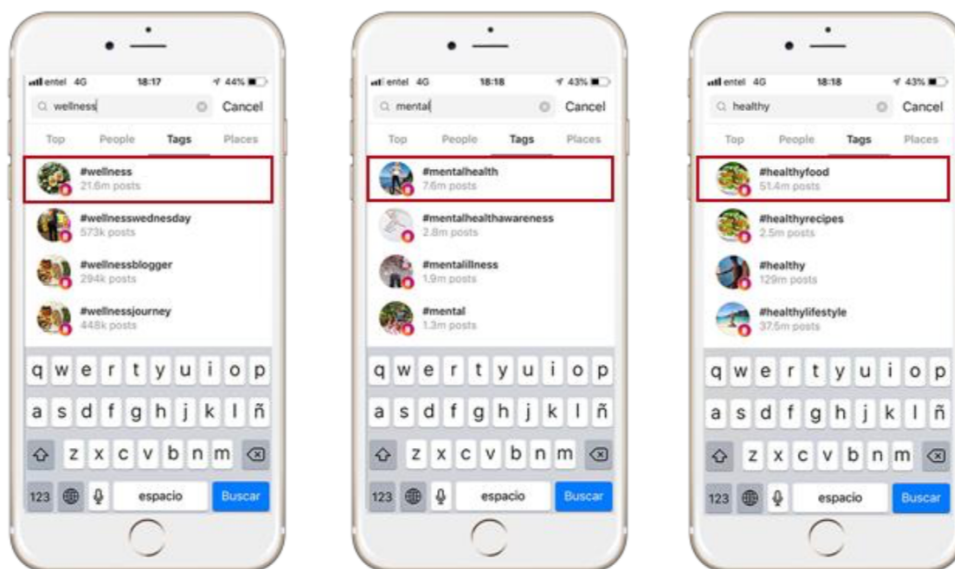 entel 4G 18:17 44%
wellness Cancel
Top People Tags Places
#wellness
21.6m posts
#wellnesswednesday
573k posts
#wellnessblogger
294k posts
#wellnessjourney
448k posts
q w e r t y u i o p
a s d f g h j k l ñ
z x c v b n m
123 espacio Buscar
entel 4G 18:18 43%
mental Cancel
Top People Tags Places
#mentalhealth
7.6m posts
#mentalhealthawareness
2.8m posts
#mentalillness
1.9m posts
#mental
1.3m posts
q w e r t y u i o p
a s d f g h j k l ñ
z x c v b n m
123 espacio Buscar
entel 4G 18:18 43%
healthy Cancel
Top People Tags Places
#healthyfood
51.4m posts
#healthyrecipes
2.5m posts
#healthy
129m posts
#healthylifestyle
37.5m posts
q w e r t y u i o p
a s d f g h j k l ñ
z x c v b n m
123 espacio Buscar